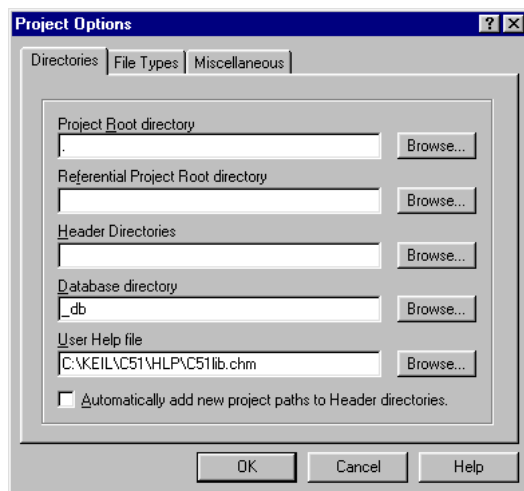 Project Options
Directories File Types Miscellaneous
Project Root directory
. Browse...
Referential Project Root directory
Browse...
Header Directories
Browse...
Database directory
_db Browse...
User Help file
C:\KEIL\C51\HLP\C51lib.chm Browse...
Automatically add new project paths to Header directories.
OK Cancel Help